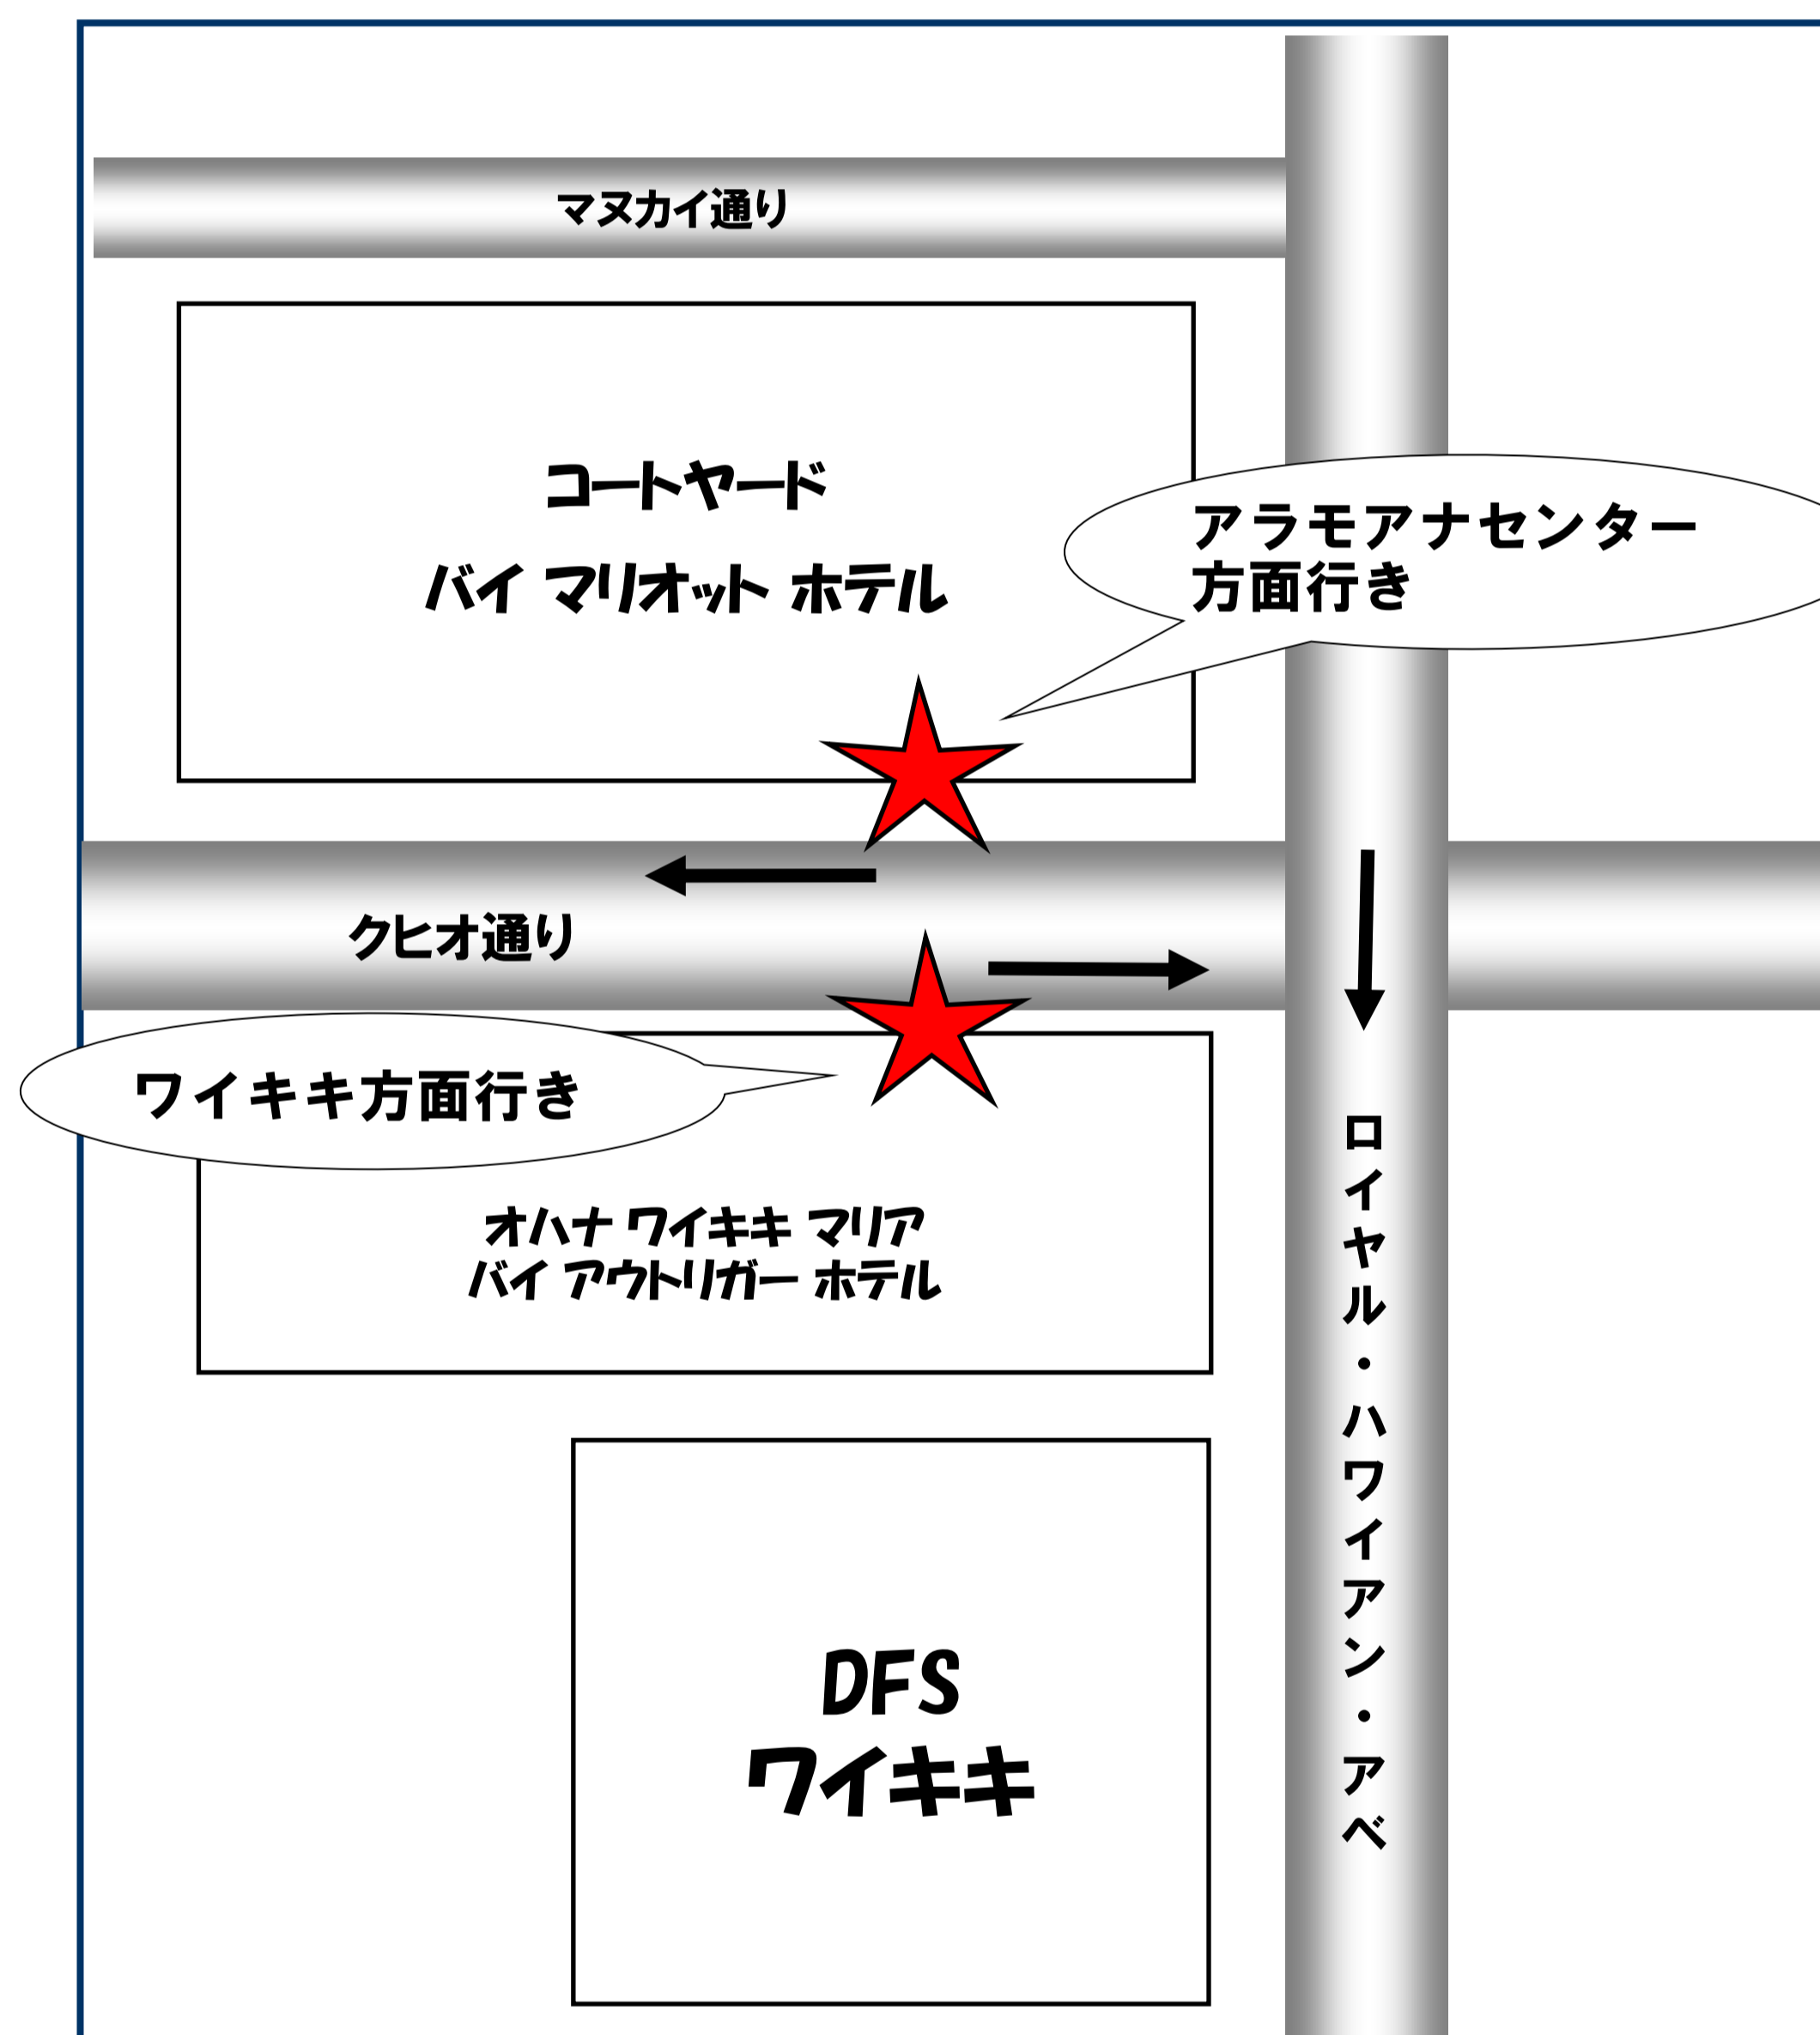 マヌカイ通り
コートヤード
バイ マリオット ホテル
アラモアナセンター
方面行き
クヒオ通り
ワイキキ方面行き
オハナ ワイキキ マリア
バイ アウトリガー ホテル
ロイヤル・ハワイアン・アベ
DFS
ワイキキ